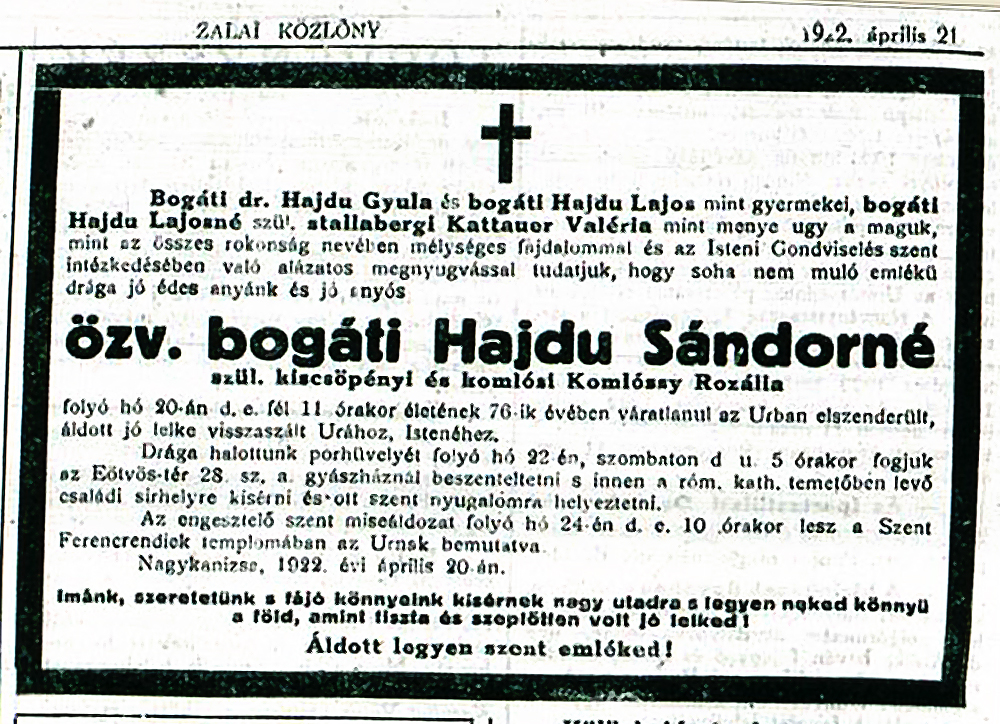 ZALAI KÖZLÖNY
április 21
Bogáti dr. Hajdu Gyula és bogáti Hajdu Lajos mint gyermekei, bogáti
Hajdu Lajosné szül. stallabergi Kattauer Valéria mint menye ugy a maguk,
mint az összes rokonság nevében mélységes fájdalommal és az Isteni Gondviselés szent
intézkedésében való alázatos megnyugvással tudatjuk, hogy soha nem muló emlékü
drága jó édes anyánk és jó anyós
özv. bogáti Hajdu Sándorné
szül. kiscsöpényi és komlósi Komlóssy Rozália
folyó hó 20-án d. e. fél 11 órakor életének 76-ik évében váratlanul az Urban elszenderült,
áldott jó lelke visszaszált Urához, Istenéhez.
Drága halottunk porhüvelyét folyó hó 22-én, szombaton d u. 5 órakor fogjuk
az Eötvös-tér 28. sz. a. gyászháznál beszenteltetni s innen a róm. kath. temetőben levő
családi sirhelyre kisérni és ott szent nyugalomra helyeztetni.
Az engesztelő szent miseáldozat folyó hó 24-én d. e. 10 órakor lesz a Szent
Ferencrendiek templomában az Urnak bemutatva.
Nagykanizse, 1922. évi április 20-án.
Imánk, szeretetünk s fájó könnyeink kisérnek nagy utadra s legyen neked könnyü
a föld, amint tiszta és szeplőtlen volt jó lelked!
Áldott legyen szent emléked!